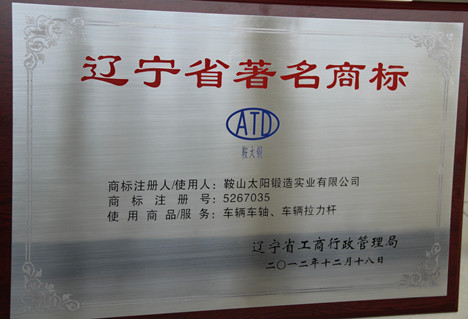 辽宁省著名商标
ATD
鞍太锻
商标注册人/使用人：鞍山太阳锻造实业有限公司
商标注册号：5267035
使用商品/服务：车辆车轴、车辆拉力杆
辽宁省工商行政管理局
二〇一二年十二月十八日